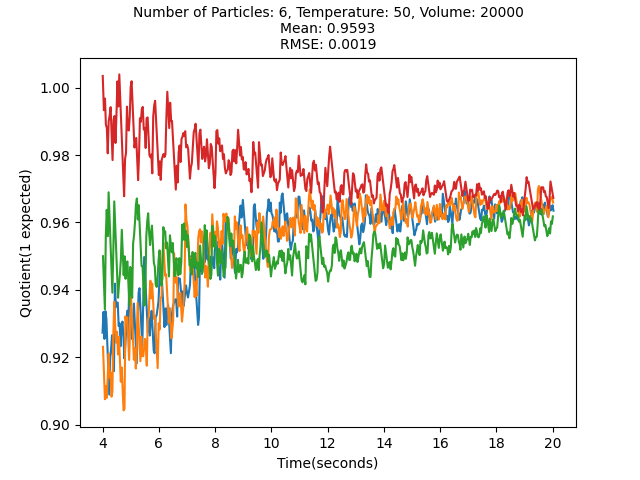 Number of Particles: 6, Temperature: 50, Volume: 20000
Mean: 0.9593
RMSE: 0.0019
1.00
0.98
0.96
0.94
0.92
0.90
Quotient(1 expected)
4 6 8 10 12 14 16 18 20
Time(seconds)